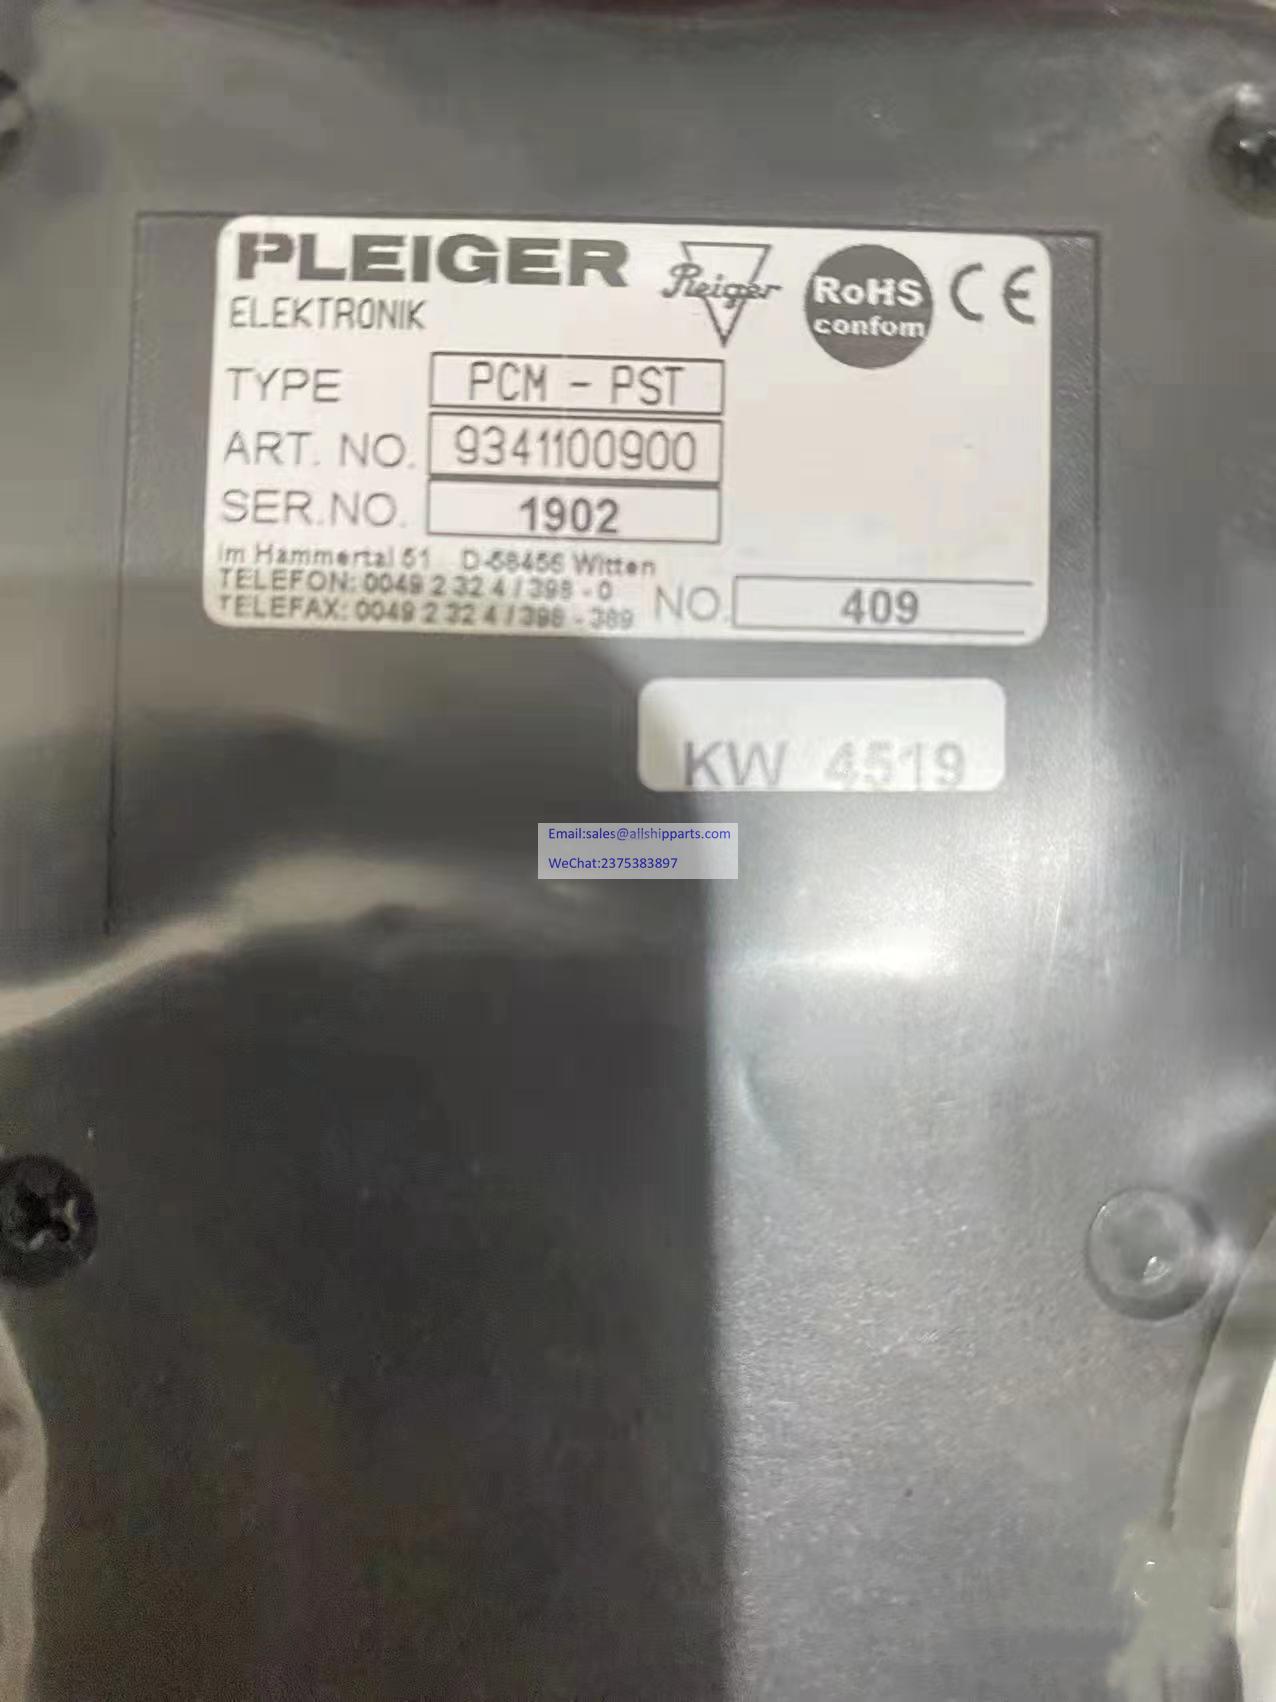 PLEIGER
Pleiger
RoHS
confom
CE
ELEKTRONIK
TYPE PCM - PST
ART. NO. 9341100900
SER.NO. 1902
Im Hammertal 51 D-58456 Witten
TELEFON: 0049 2 32 4 / 398 - 0
TELEFAX: 0049 2 32 4 / 398 - 389
NO. 409
KW 4519
Email:sales@allshipparts.com
WeChat:2375383897